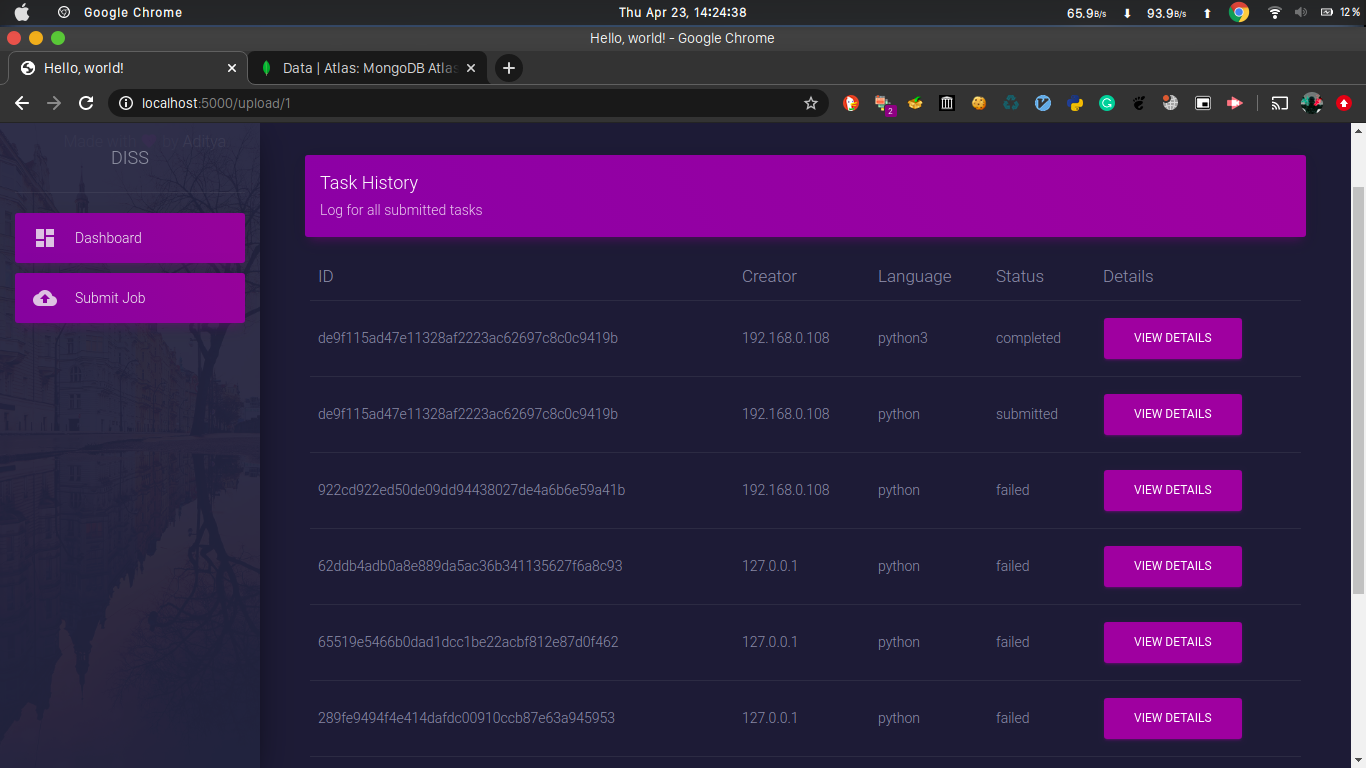 Google Chrome
Thu Apr 23, 14:24:38
65.9B/s 93.9B/s 12%
Hello, world! - Google Chrome
Hello, world!
Data | Atlas: MongoDB Atlas
localhost:5000/upload/1
2
Made with by Aditya
DISS
Dashboard
Submit Job
Task History
Log for all submitted tasks
ID Creator Language Status Details
de9f115ad47e11328af2223ac62697c8c0c9419b 192.168.0.108 python3 completed VIEW DETAILS
de9f115ad47e11328af2223ac62697c8c0c9419b 192.168.0.108 python submitted VIEW DETAILS
922cd922ed50de09dd94438027de4a6b6e59a41b 192.168.0.108 python failed VIEW DETAILS
62ddb4adb0a8e889da5ac36b341135627f6a8c93 127.0.0.1 python failed VIEW DETAILS
65519e5466b0dad1dcc1be22acbf812e87d0f462 127.0.0.1 python failed VIEW DETAILS
289fe9494f4e414dafdc00910ccb87e63a945953 127.0.0.1 python failed VIEW DETAILS